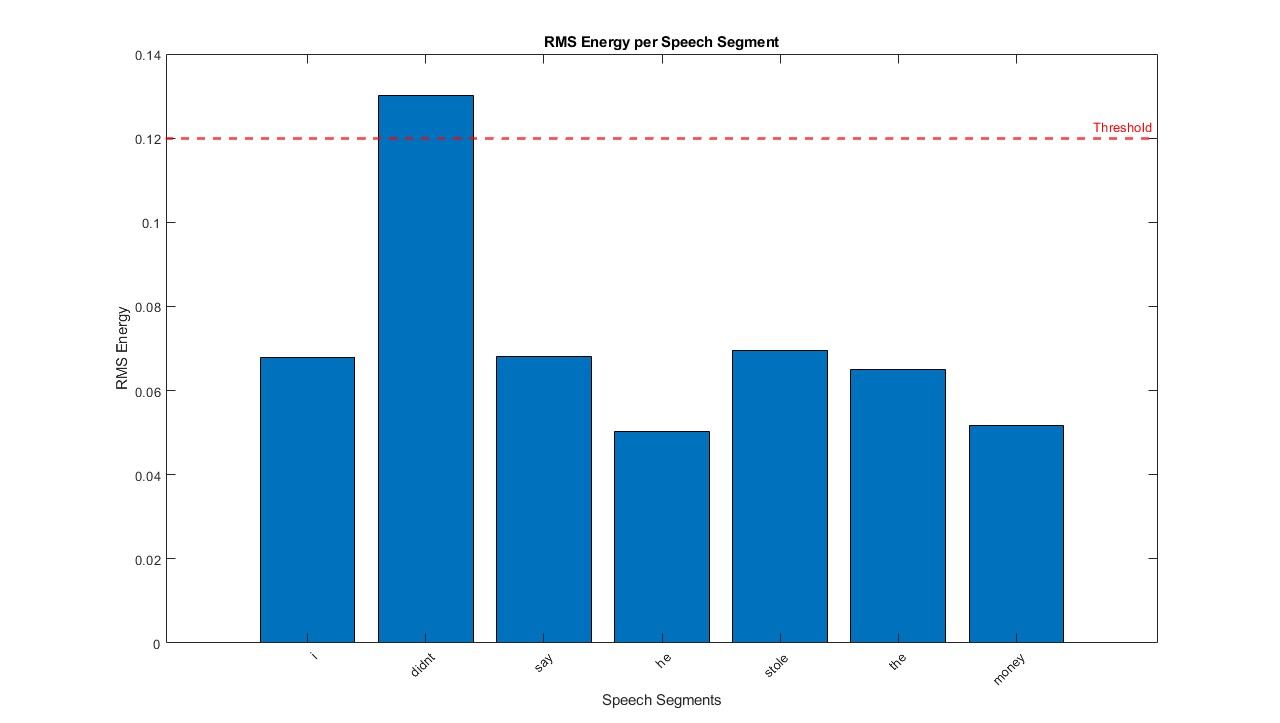 RMS Energy per Speech Segment
0.14
0.12
0.1
0.08
0.06
0.04
0.02
0
RMS Energy
Threshold
i
didnt
say
he
stole
the
money
Speech Segments